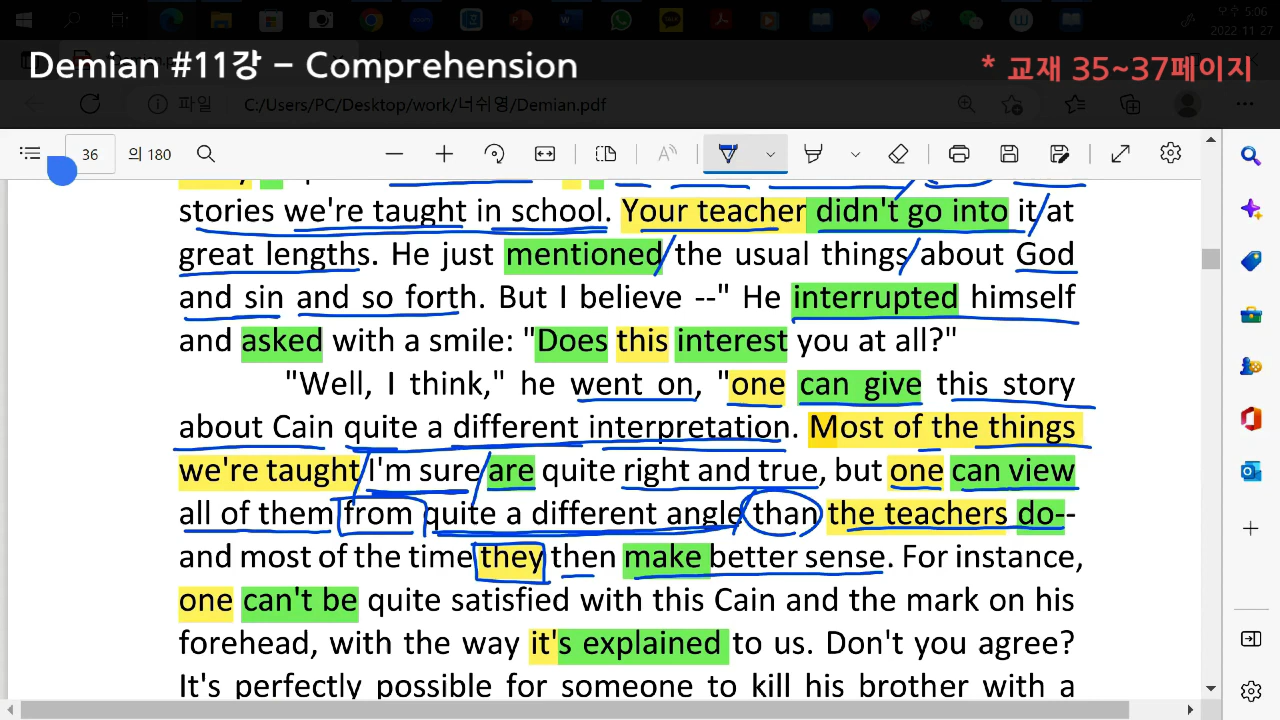 오후 5:06
2022-11-27
Demian #11강 – Comprehension
* 교재 35~37페이지
파일 C:/Users/PC/Desktop/work/너쉬영/Demian.pdf
36 의 180
stories we're taught in school. Your teacher didn't go into it at
great lengths. He just mentioned the usual things about God
and sin and so forth. But I believe --" He interrupted himself
and asked with a smile: "Does this interest you at all?"
"Well, I think," he went on, "one can give this story
about Cain quite a different interpretation. Most of the things
we're taught I'm sure are quite right and true, but one can view
all of them from quite a different angle than the teachers do--
and most of the time they then make better sense. For instance,
one can't be quite satisfied with this Cain and the mark on his
forehead, with the way it's explained to us. Don't you agree?
It's perfectly possible for someone to kill his brother with a